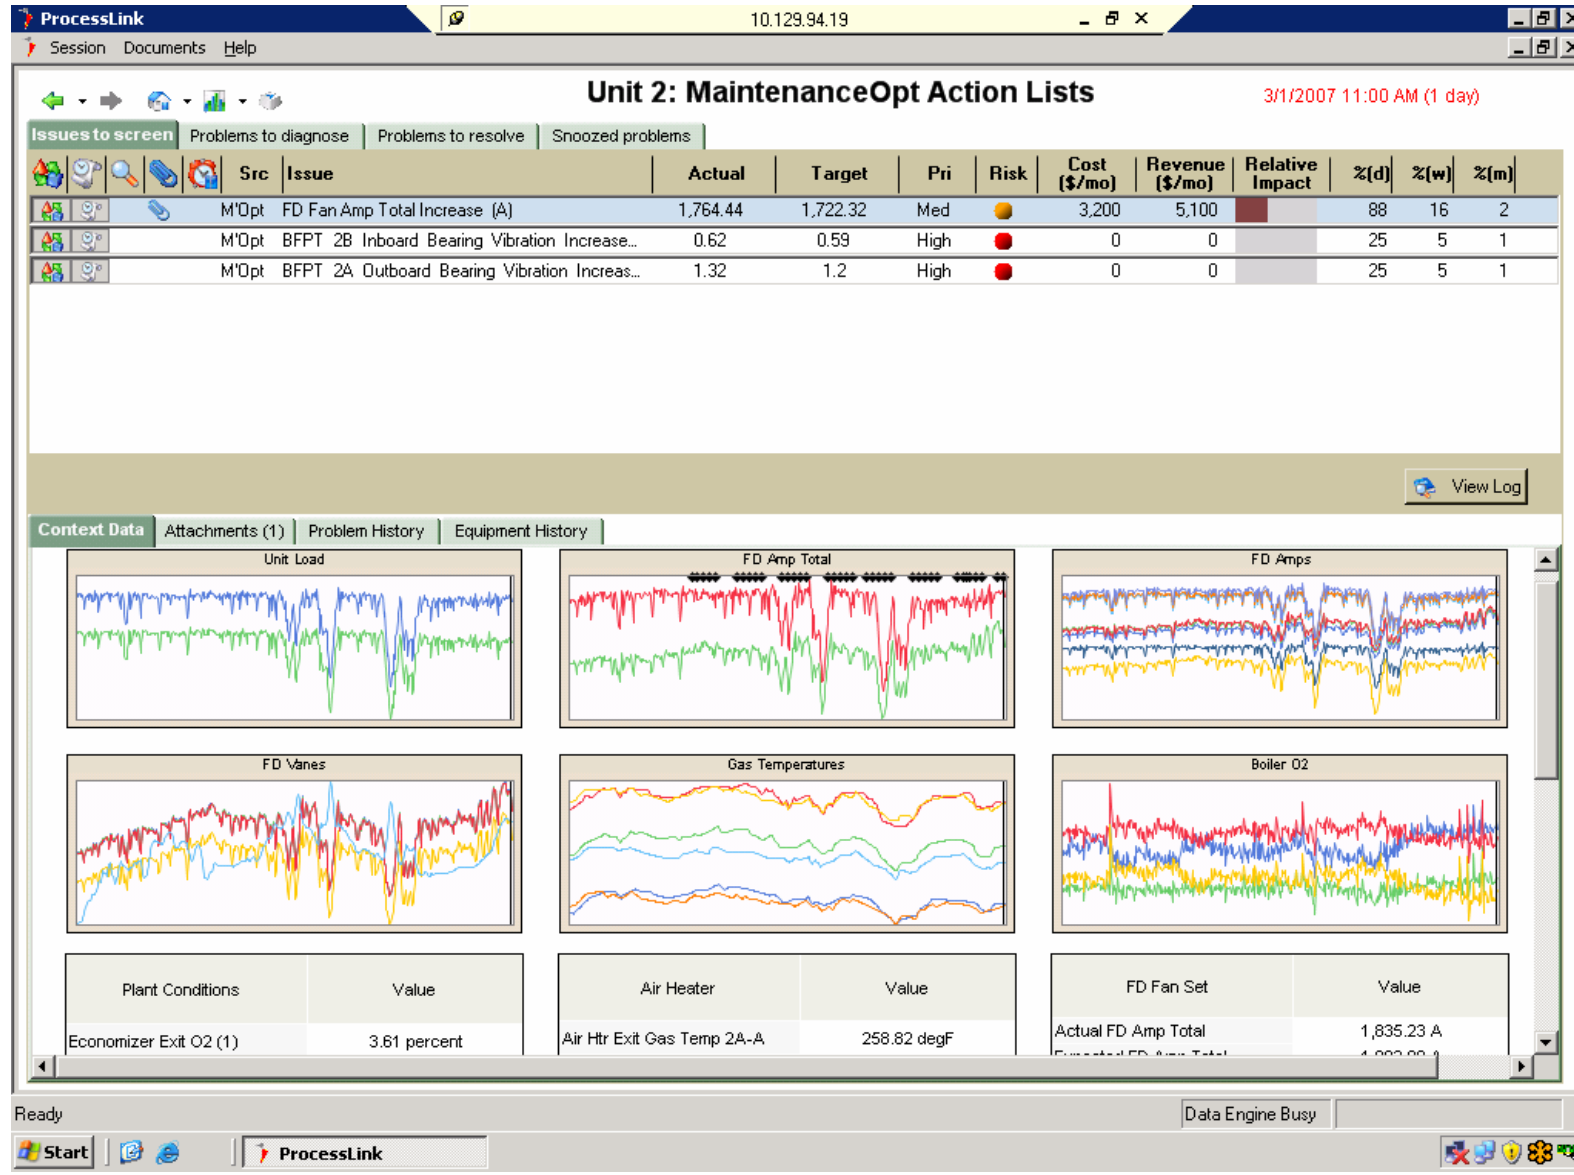 ProcessLink
10.129.94.19
Session Documents Help
Unit 2: MaintenanceOpt Action Lists
3/1/2007 11:00 AM (1 day)
Issues to screen Problems to diagnose Problems to resolve Snoozed problems
Src Issue Actual Target Pri Risk Cost ($/mo) Revenue ($/mo) Relative Impact %(d) %(w) %(m)
M'Opt FD Fan Amp Total Increase (A) 1,764.44 1,722.32 Med 3,200 5,100 88 16 2
M'Opt BFPT 2B Inboard Bearing Vibration Increase... 0.62 0.59 High 0 0 25 5 1
M'Opt BFPT 2A Outboard Bearing Vibration Increas... 1.32 1.2 High 0 0 25 5 1
View Log
Context Data Attachments (1) Problem History Equipment History
Unit Load FD Amp Total FD Amps
FD Vanes Gas Temperatures Boiler O2
Plant Conditions Value Air Heater Value FD Fan Set Value
Economizer Exit O2 (1) 3.61 percent Air Htr Exit Gas Temp 2A-A 258.82 degF Actual FD Amp Total 1,835.23 A
Ready Data Engine Busy
Start ProcessLink